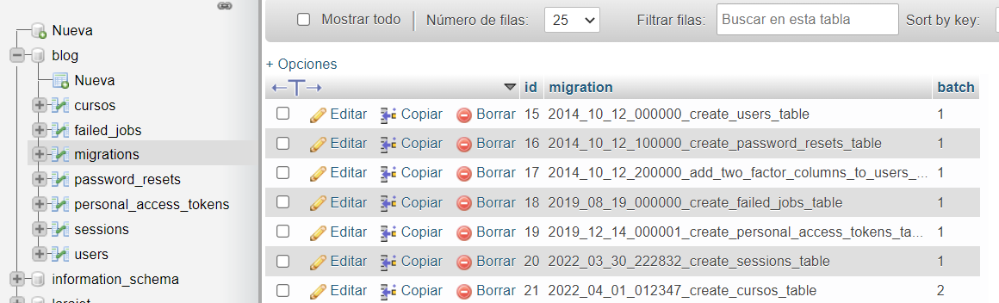 Nueva
blog
Nueva
cursos
failed_jobs
migrations
password_resets
personal_access_tokens
sessions
users
information_schema
Mostrar todo Número de filas: 25 Filtrar filas: Buscar en esta tabla Sort by key:
+ Opciones
id migration batch
Editar Copiar Borrar 15 2014_10_12_000000_create_users_table 1
Editar Copiar Borrar 16 2014_10_12_100000_create_password_resets_table 1
Editar Copiar Borrar 17 2014_10_12_200000_add_two_factor_columns_to_users_... 1
Editar Copiar Borrar 18 2019_08_19_000000_create_failed_jobs_table 1
Editar Copiar Borrar 19 2019_12_14_000001_create_personal_access_tokens_ta... 1
Editar Copiar Borrar 20 2022_03_30_222832_create_sessions_table 1
Editar Copiar Borrar 21 2022_04_01_012347_create_cursos_table 2